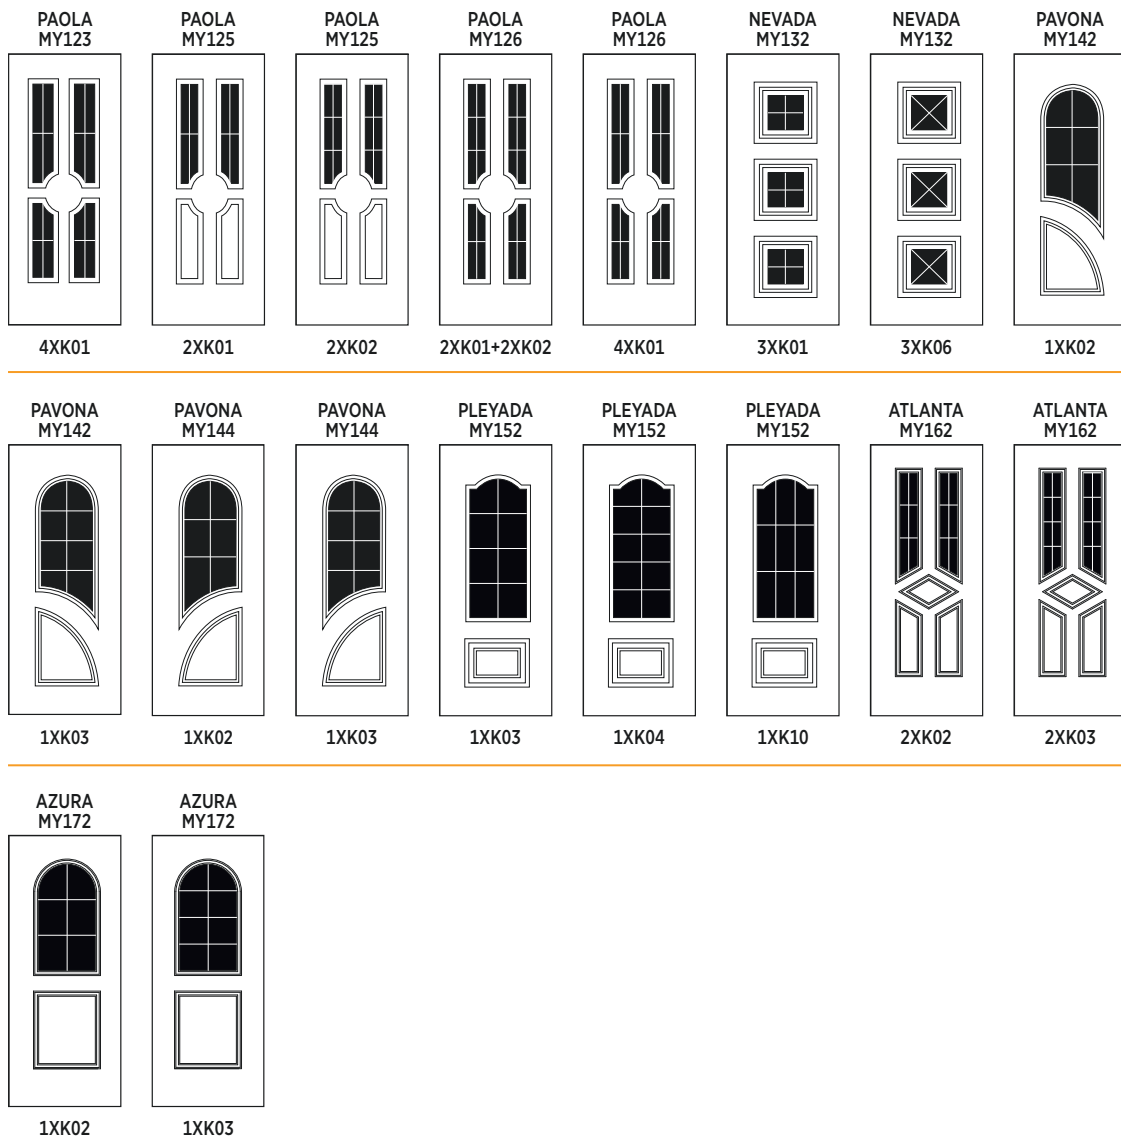 PAOLA
MY123
PAOLA
MY125
PAOLA
MY125
PAOLA
MY126
PAOLA
MY126
NEVADA
MY132
NEVADA
MY132
PAVONA
MY142
4XK01
2XK01
2XK02
2XK01+2XK02
4XK01
3XK01
3XK06
1XK02
PAVONA
MY142
PAVONA
MY144
PAVONA
MY144
PLEYADA
MY152
PLEYADA
MY152
PLEYADA
MY152
ATLANTA
MY162
ATLANTA
MY162
1XK03
1XK02
1XK03
1XK03
1XK04
1XK10
2XK02
2XK03
AZURA
MY172
AZURA
MY172
1XK02
1XK03